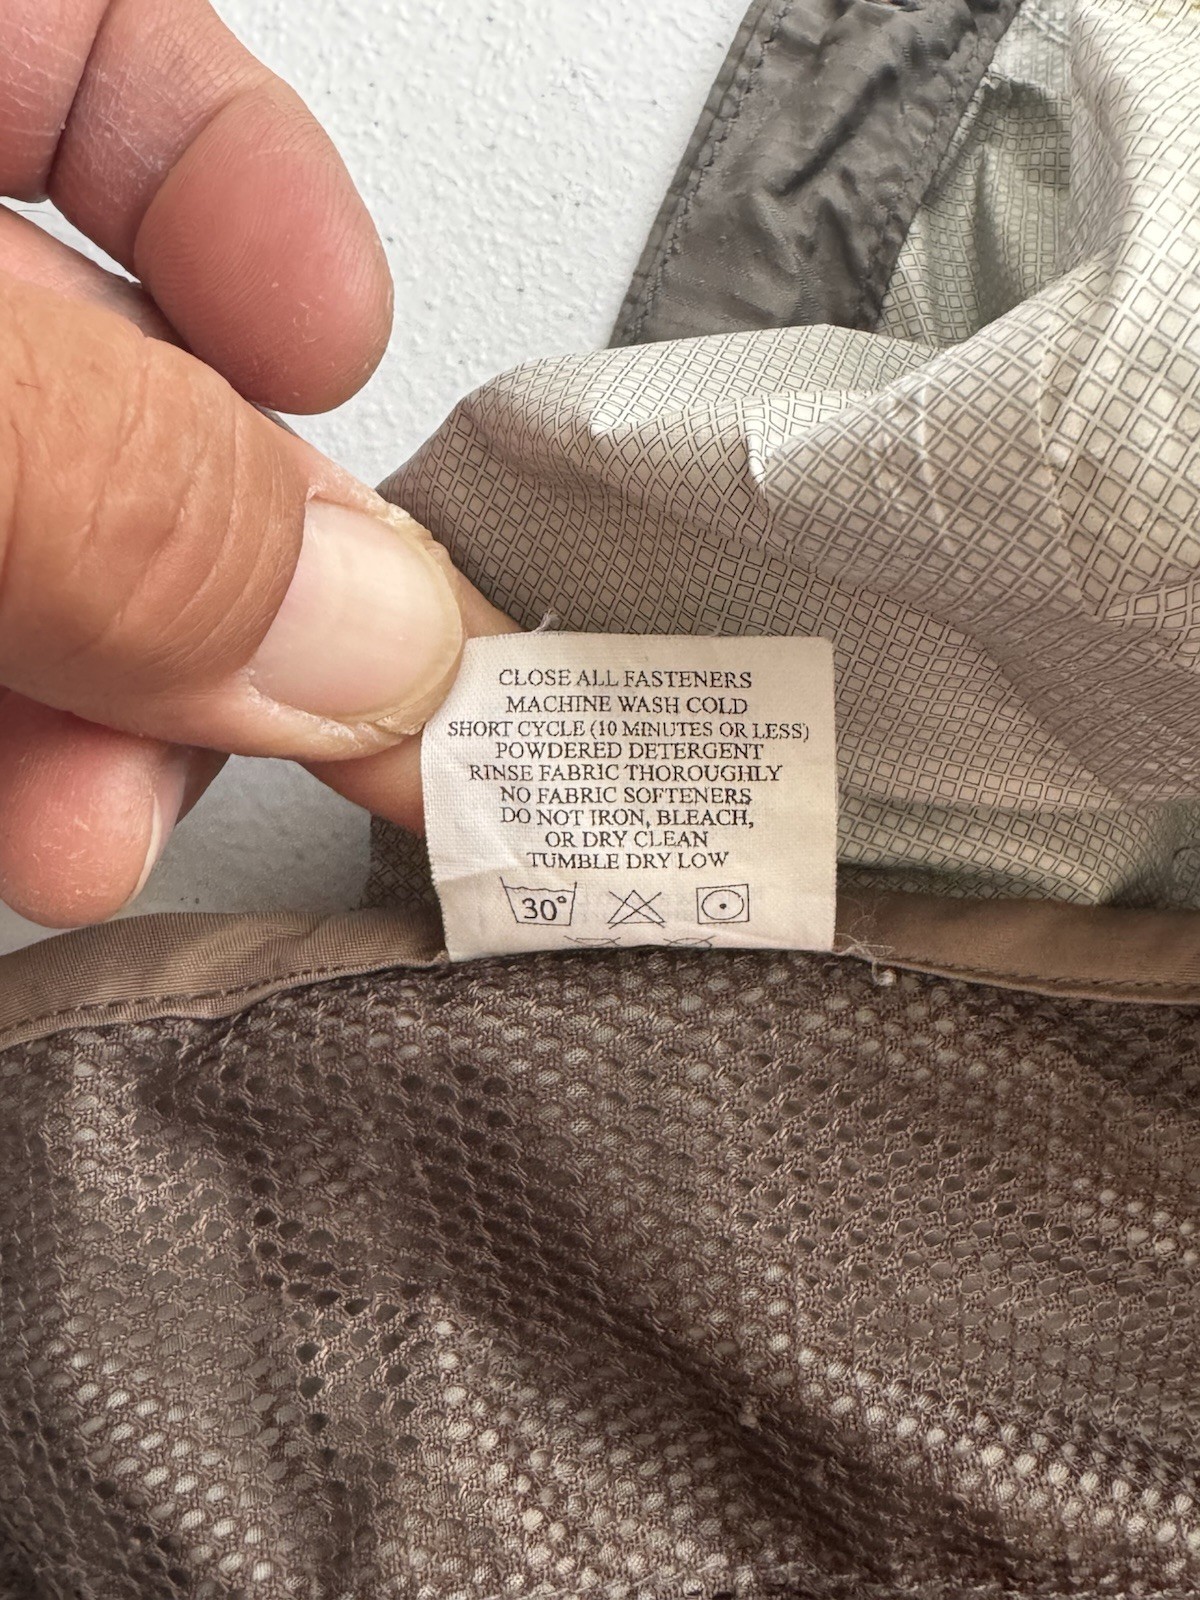 CLOSE ALL FASTENERS
MACHINE WASH COLD
SHORT CYCLE (10 MINUTES OR LESS)
POWDERED DETERGENT
RINSE FABRIC THOROUGHLY
NO FABRIC SOFTENERS
DO NOT IRON, BLEACH,
OR DRY CLEAN
TUMBLE DRY LOW
30°